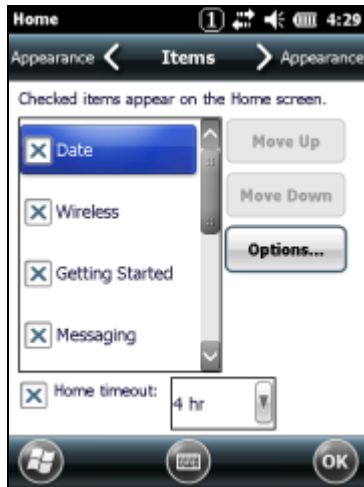 Home 1 4:29
Appearance Items Appearance
Checked items appear on the Home screen.
Date
Move Up
Wireless
Move Down
Getting Started
Options...
Messaging
Home timeout: 4 hr
OK